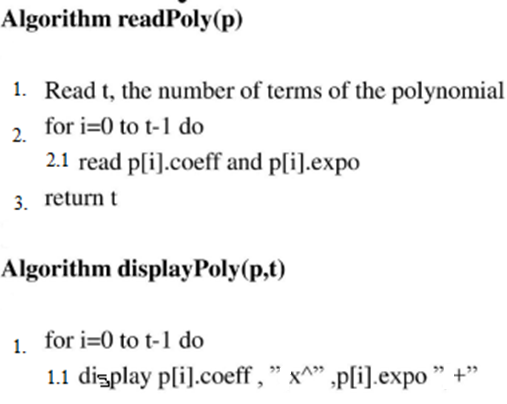 Algorithm readPoly(p)
1. Read t, the number of terms of the polynomial
2. for i=0 to t-1 do
2.1 read p[i].coeff and p[i].expo
3. return t
Algorithm displayPoly(p,t)
1. for i=0 to t-1 do
1.1 display p[i].coeff , ” x^” ,p[i].expo ” +”